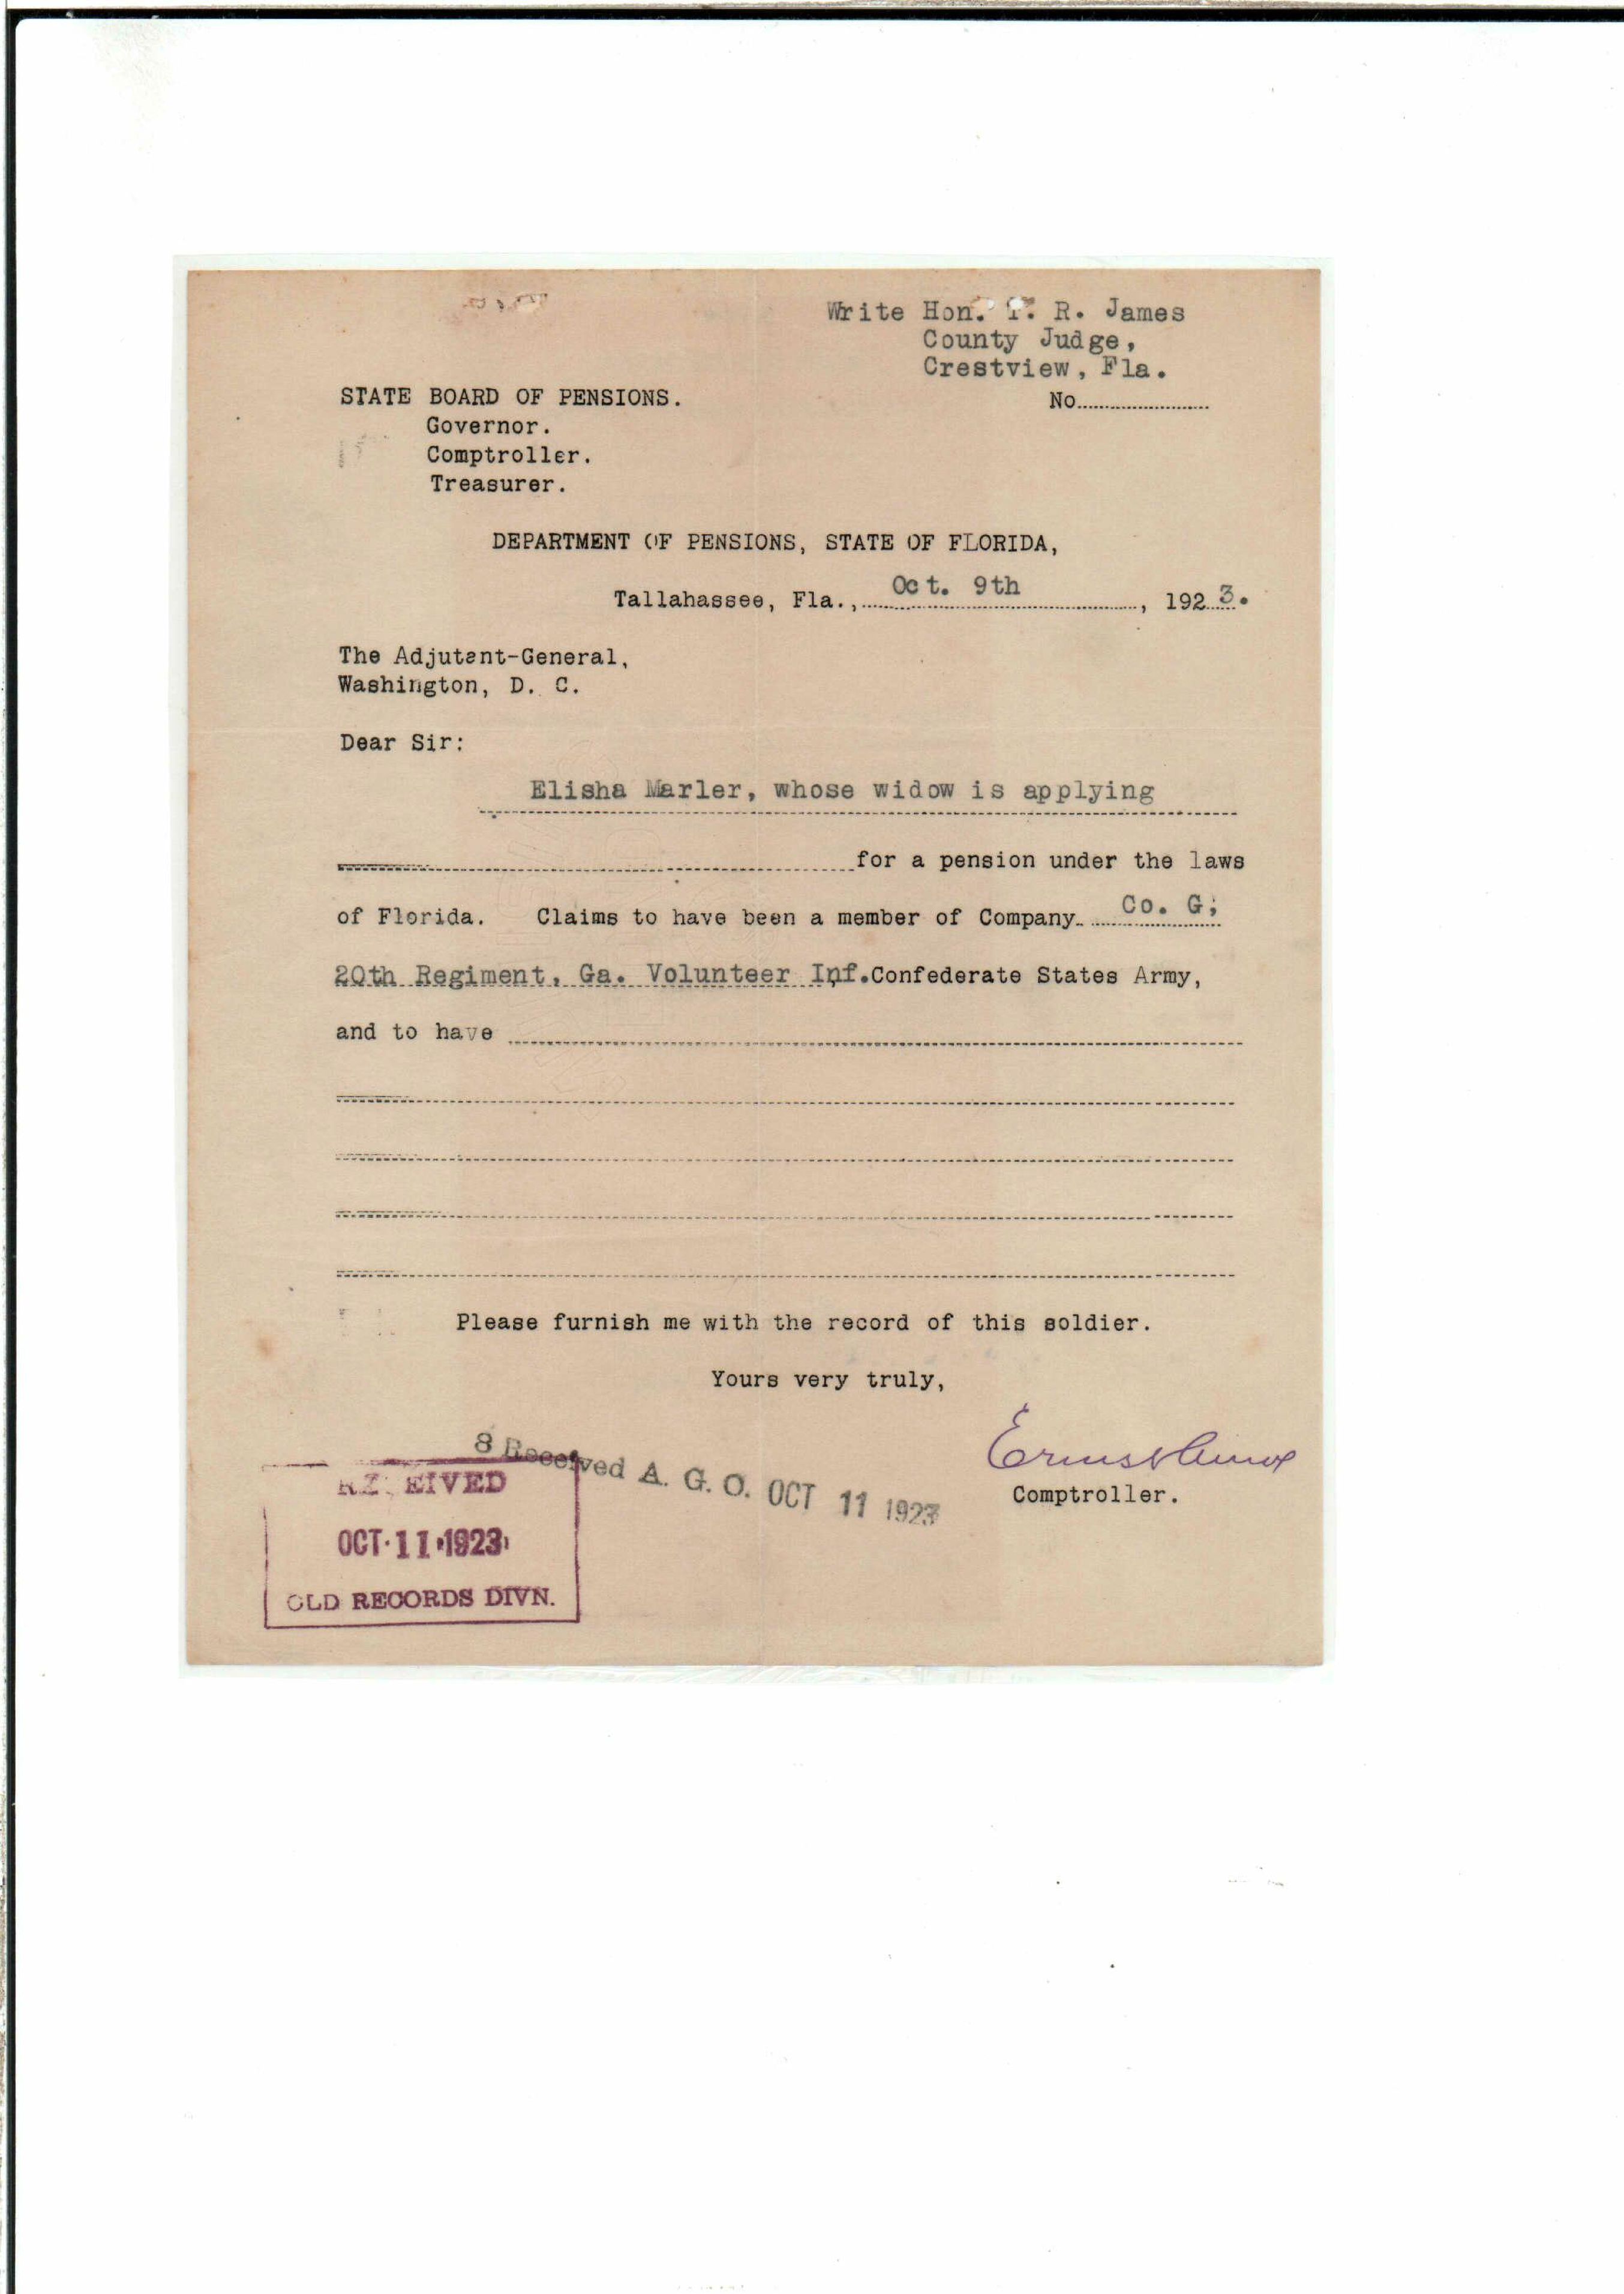 Write Hon. T. R. James
County Judge,
Crestview, Fla.
STATE BOARD OF PENSIONS.
No
Governor.
Comptroller.
Treasurer.
DEPARTMENT OF PENSIONS, STATE OF FLORIDA,
Tallahassee, Fla., Oct. 9th, 1923.
The Adjutant-General,
Washington, D. C.
Dear Sir:
Elisha Marler, whose widow is applying
for a pension under the laws
of Florida. Claims to have been a member of Company Co. G;
20th Regiment, Ga. Volunteer Inf. Confederate States Army,
and to have
Please furnish me with the record of this soldier.
Yours very truly,
Ernest Amos
Comptroller.
8 Received A. G. O. OCT 11 1923
RECEIVED
OCT 11 1923
OLD RECORDS DIVN.